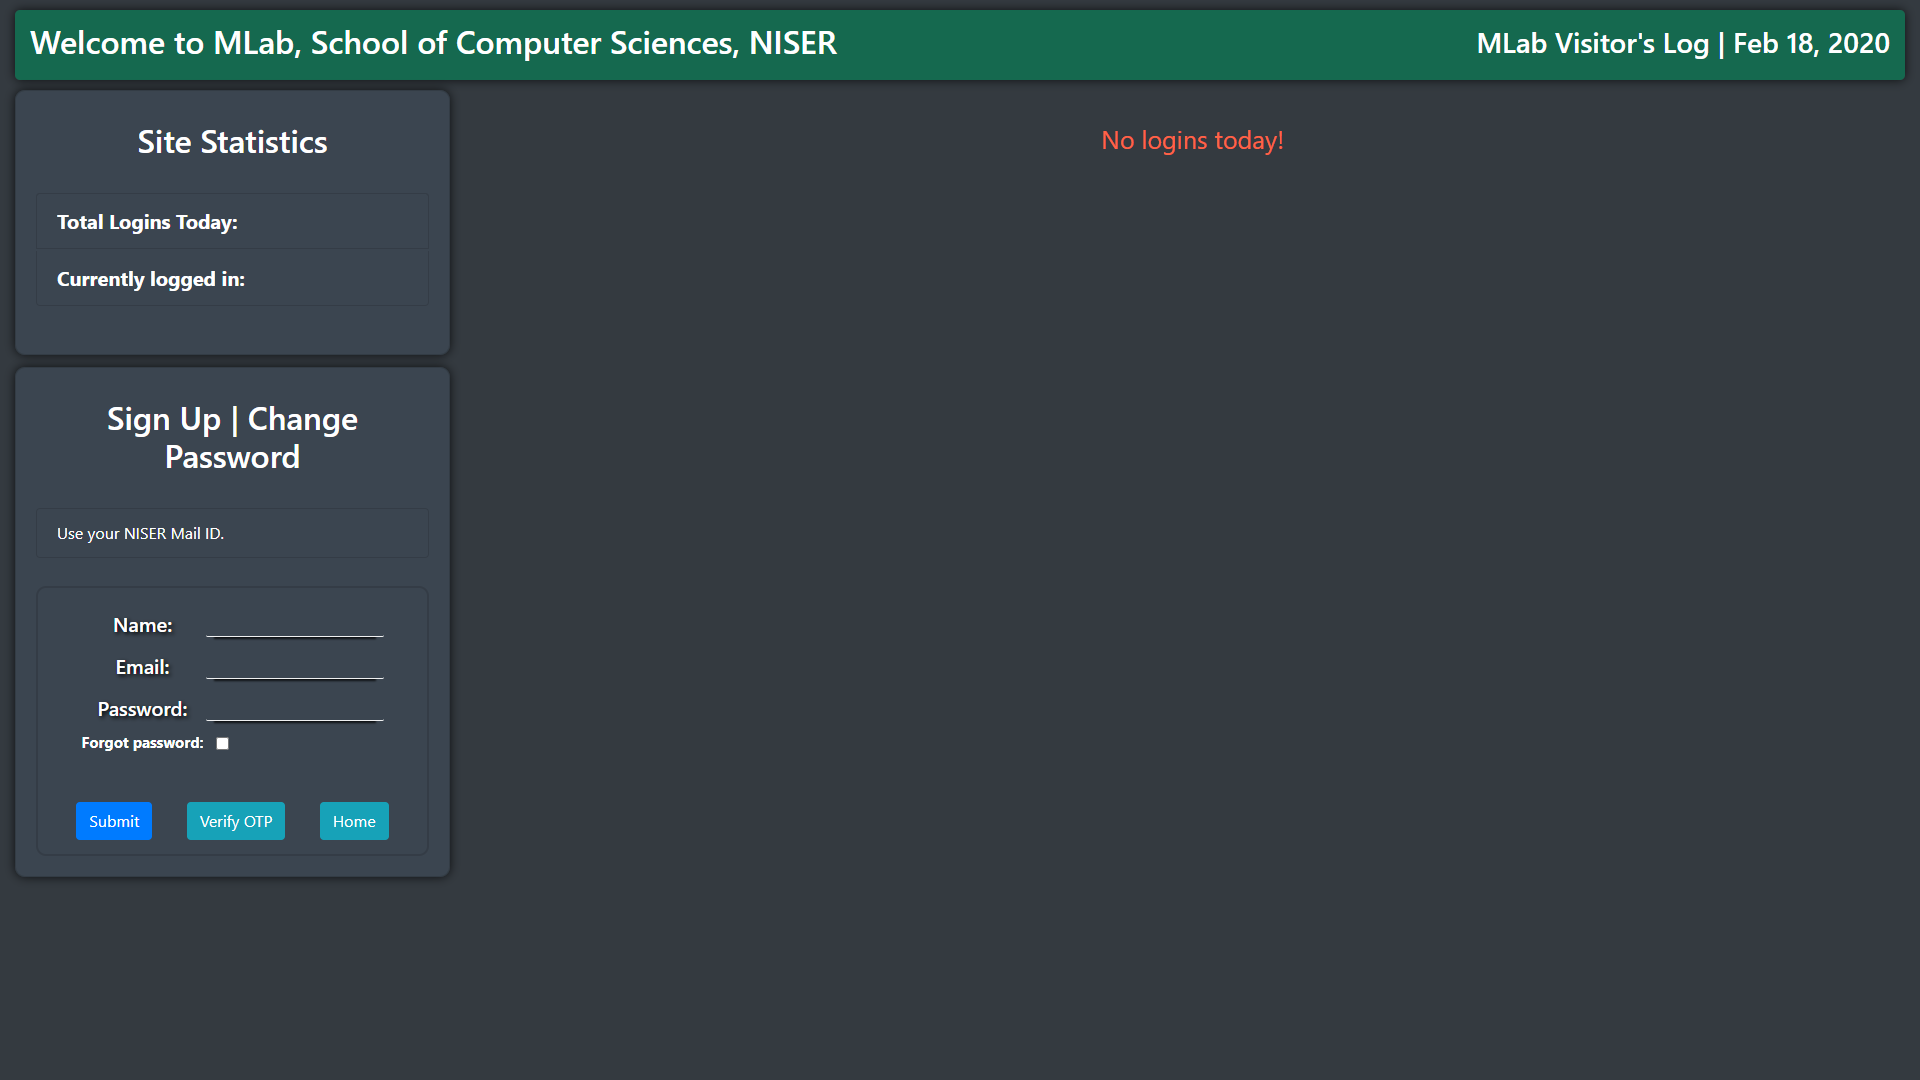 Welcome to MLab, School of Computer Sciences, NISER
MLab Visitor's Log | Feb 18, 2020
Site Statistics
Total Logins Today:
Currently logged in:
No logins today!
Sign Up | Change
Password
Use your NISER Mail ID.
Name:
Email:
Password:
Forgot password:
Submit
Verify OTP
Home